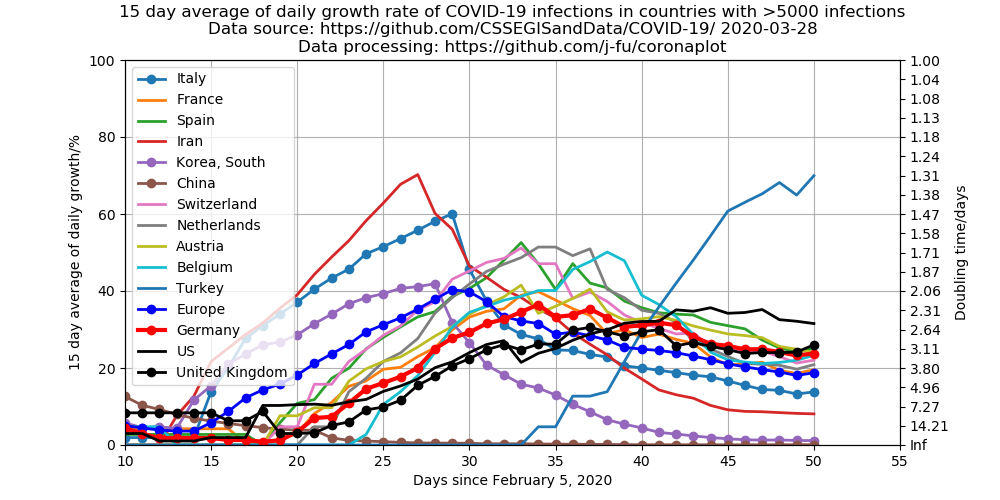 15 day average of daily growth rate of COVID-19 infections in countries with >5000 infections
Data source: https://github.com/CSSEGISandData/COVID-19/ 2020-03-28
Data processing: https://github.com/j-fu/coronaplot
15 day average of daily growth/%
100
80
60
40
20
0
Italy
France
Spain
Iran
Korea, South
China
Switzerland
Netherlands
Austria
Belgium
Turkey
Europe
Germany
US
United Kingdom
1.00
1.04
1.08
1.13
1.18
1.24
1.31
1.38
1.47
1.58
1.71
1.87
2.06
2.31
2.64
3.11
3.80
4.96
7.27
14.21
Inf
Doubling time/days
10
15
20
25
30
35
40
45
50
55
Days since February 5, 2020